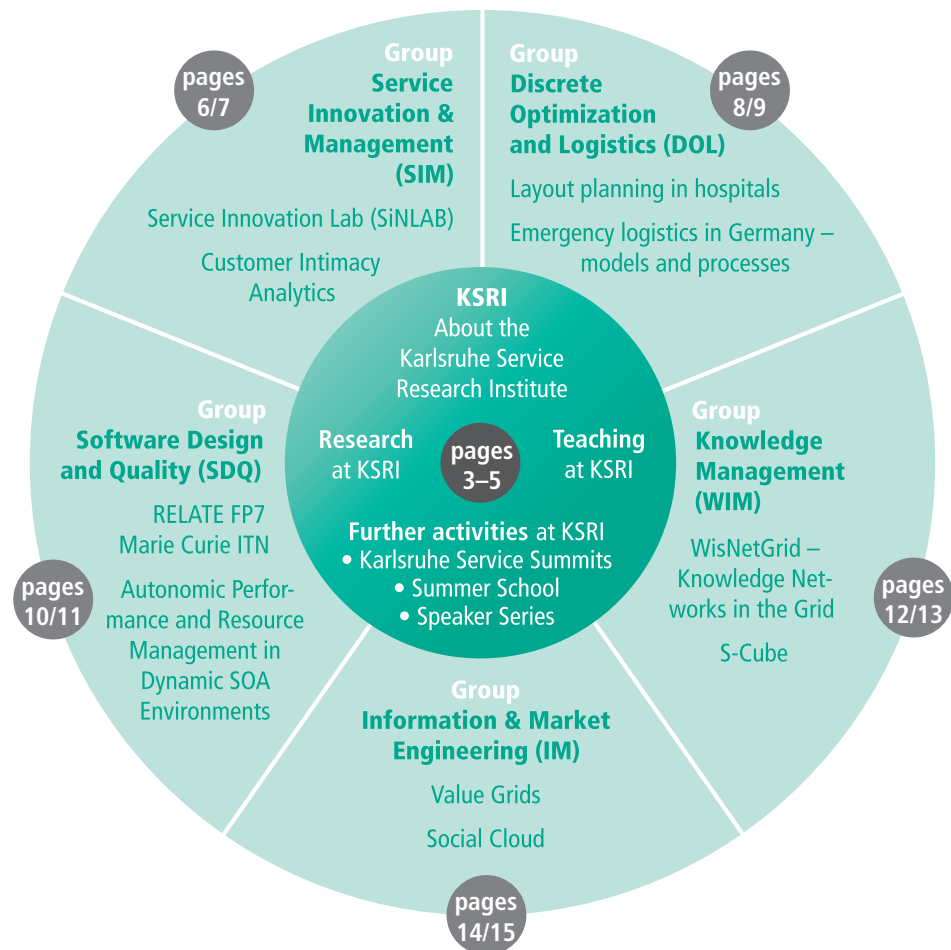 pages
6/7
Group
Service
Innovation &
Management
(SIM)
Service Innovation Lab (SiNLAB)
Customer Intimacy
Analytics
pages
8/9
Group
Discrete
Optimization
and Logistics (DOL)
Layout planning in hospitals
Emergency logistics in Germany –
models and processes
KSRI
About the
Karlsruhe Service
Research Institute
Research
at KSRI
pages
3–5
Teaching
at KSRI
Further activities at KSRI
• Karlsruhe Service Summits
• Summer School
• Speaker Series
Group
Software Design
and Quality (SDQ)
RELATE FP7
Marie Curie ITN
Autonomic Perfor-
mance and Resource
Management in
Dynamic SOA
Environments
pages
10/11
Group
Knowledge
Management
(WIM)
WisNetGrid –
Knowledge Net-
works in the Grid
S-Cube
pages
12/13
Group
Information & Market
Engineering (IM)
Value Grids
Social Cloud
pages
14/15